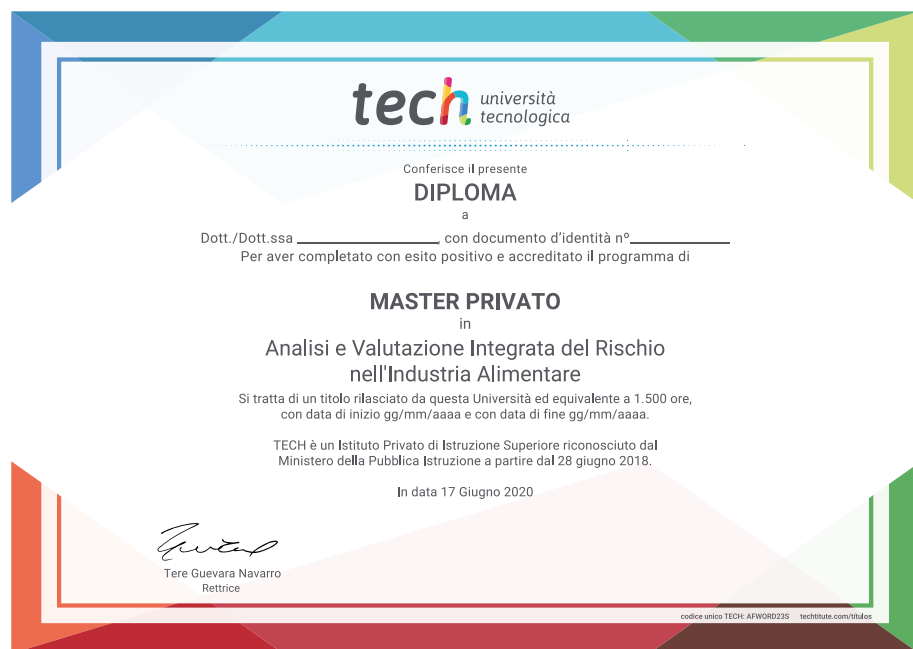 tech università
tecnologica
Conferisce il presente
DIPLOMA
a
Dott./Dott.ssa ____________________, con documento d'identità nº______________
Per aver completato con esito positivo e accreditato il programma di
MASTER PRIVATO
in
Analisi e Valutazione Integrata del Rischio
nell'Industria Alimentare
Si tratta di un titolo rilasciato da questa Università ed equivalente a 1.500 ore,
con data di inizio gg/mm/aaaa e con data di fine gg/mm/aaaa.
TECH è un Istituto Privato di Istruzione Superiore riconosciuto dal
Ministero della Pubblica Istruzione a partire dal 28 giugno 2018.
In data 17 Giugno 2020
Tere Guevara Navarro
Rettrice
codice unico TECH: AFWORD23S techtitute.com/títulos